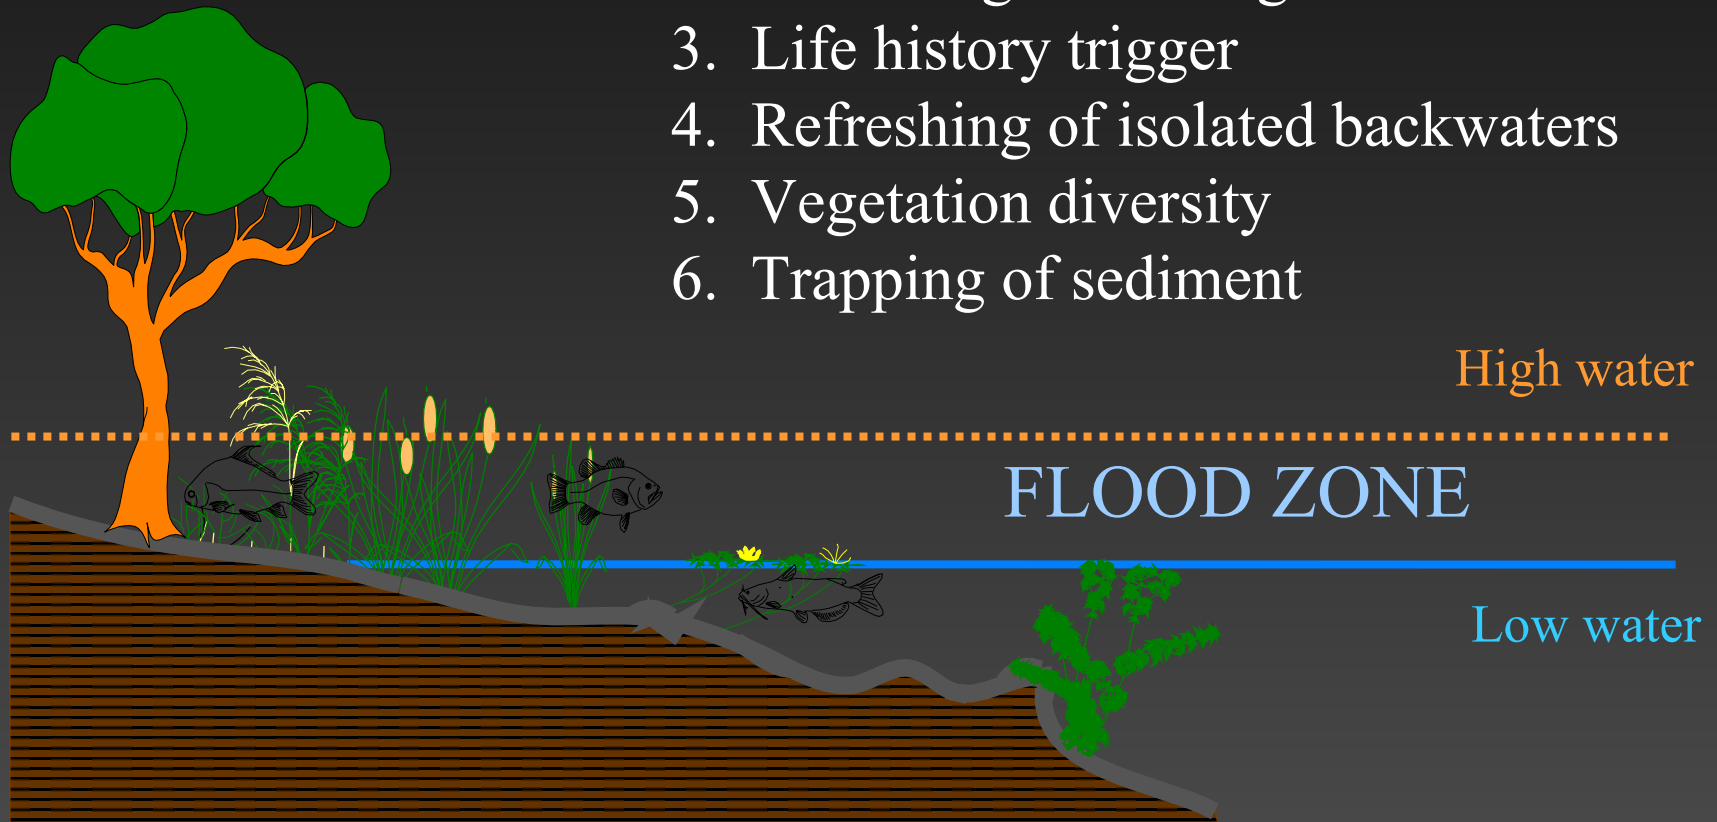 3. Life history trigger
4. Refreshing of isolated backwaters
5. Vegetation diversity
6. Trapping of sediment
High water
FLOOD ZONE
Low water